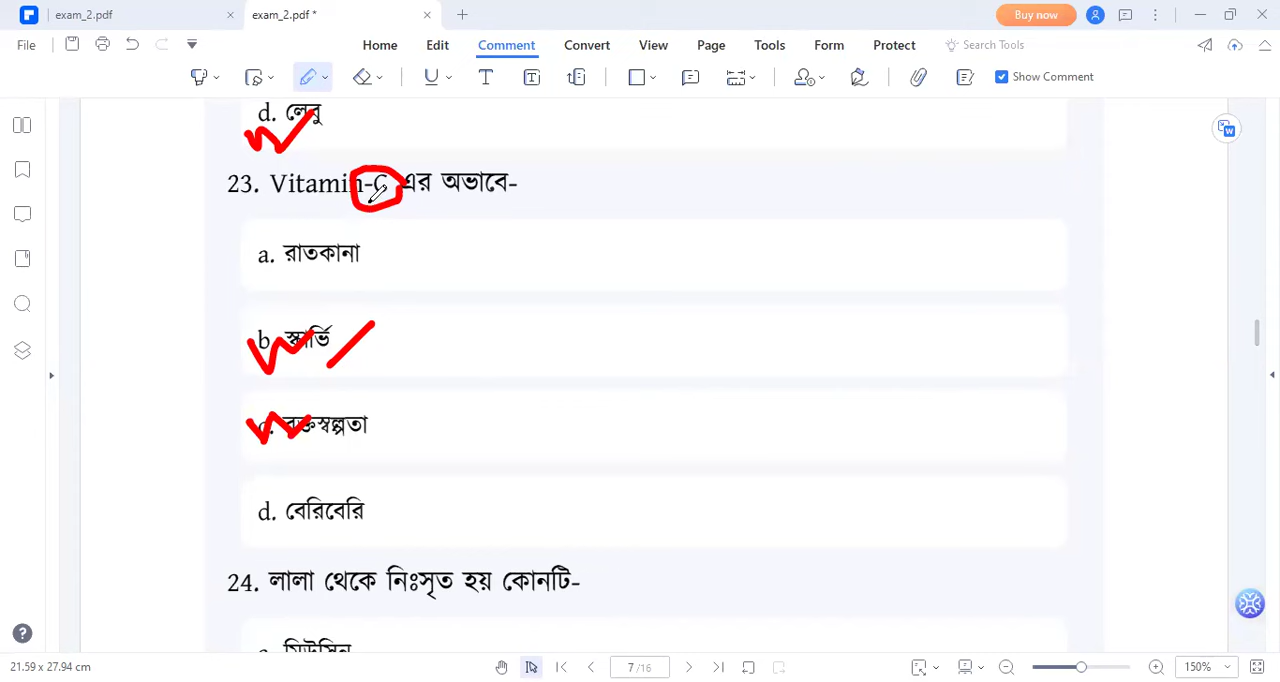 exam_2.pdf
exam_2.pdf *
Buy now
File
Home
Edit
Comment
Convert
View
Page
Tools
Form
Protect
Search Tools
Show Comment
d. লেবু
23. Vitamin-C এর অভাবে-
a. রাতকানা
b. স্কার্ভি
c. রক্তস্বল্পতা
d. বেরিবেরি
24. লালা থেকে নিঃসৃত হয় কোনটি-
a. মিউসিন
21.59 x 27.94 cm
7 /16
150%